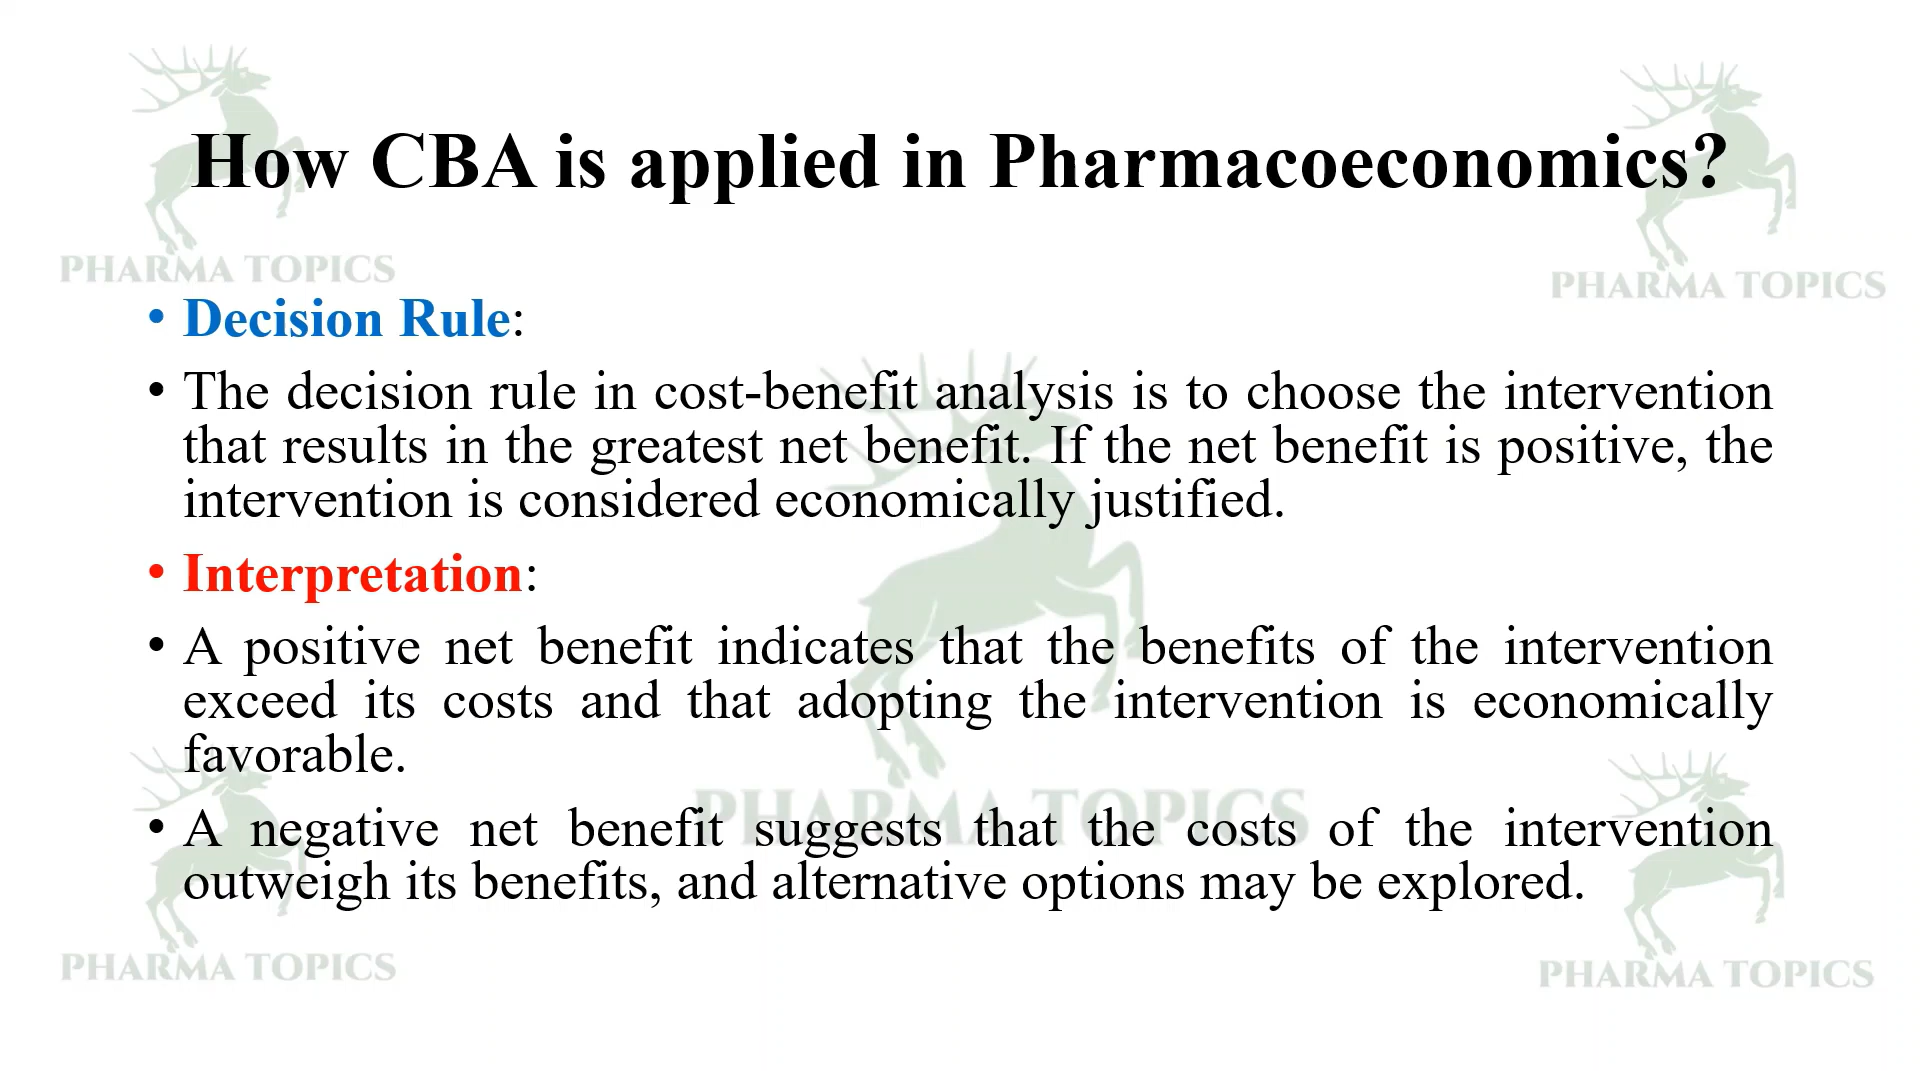 How CBA is applied in Pharmacoeconomics?
PHARMA TOPICS
PHARMA TOPICS
• Decision Rule:
• The decision rule in cost-benefit analysis is to choose the intervention
that results in the greatest net benefit. If the net benefit is positive, the
intervention is considered economically justified.
• Interpretation:
• A positive net benefit indicates that the benefits of the intervention
exceed its costs and that adopting the intervention is economically
favorable.
PHARMA TOPICS
• A negative net benefit suggests that the costs of the intervention
outweigh its benefits, and alternative options may be explored.
PHARMA TOPICS
PHARMA TOPICS